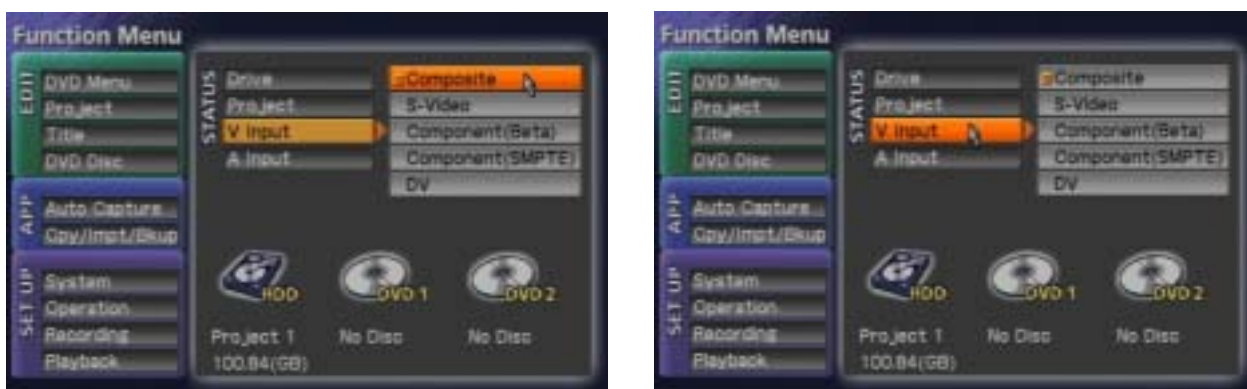 Function Menu
EDIT
DVD Menu
Project
Title
DVD Disc
APP
Auto Capture
Cpy/Impt/Bkup
SET UP
System
Operation
Recording
Playback
STATUS
Drive
Project
V Input
A Input
Composite
S-Video
Component(Beta)
Component(SMPTE)
DV
HDD
DVD 1
DVD 2
Project 1
No Disc
No Disc
100.84(GB)
Function Menu
EDIT
DVD Menu
Project
Title
DVD Disc
APP
Auto Capture
Cpy/Impt/Bkup
SET UP
System
Operation
Recording
Playback
STATUS
Drive
Project
V Input
A Input
Composite
S-Video
Component(Beta)
Component(SMPTE)
DV
HDD
DVD 1
DVD 2
Project 1
No Disc
No Disc
100.84(GB)